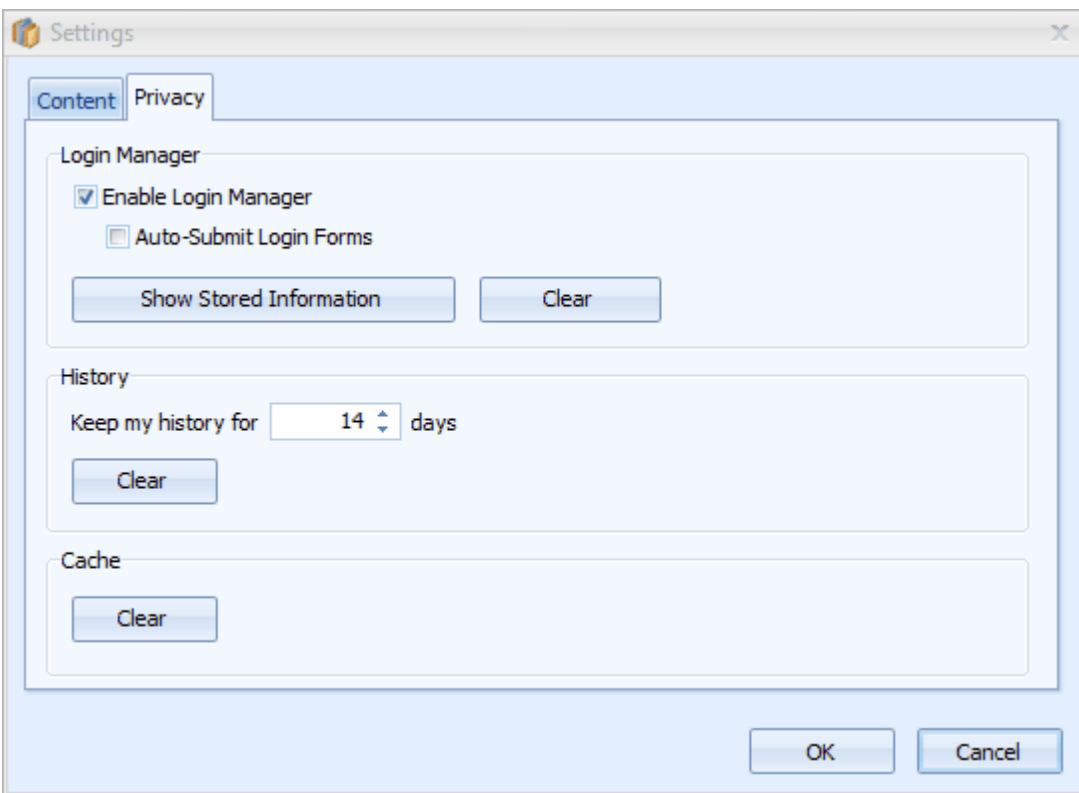 Settings
Content Privacy
Login Manager
Enable Login Manager
Auto-Submit Login Forms
Show Stored Information Clear
History
Keep my history for 14 days
Clear
Cache
Clear
OK Cancel